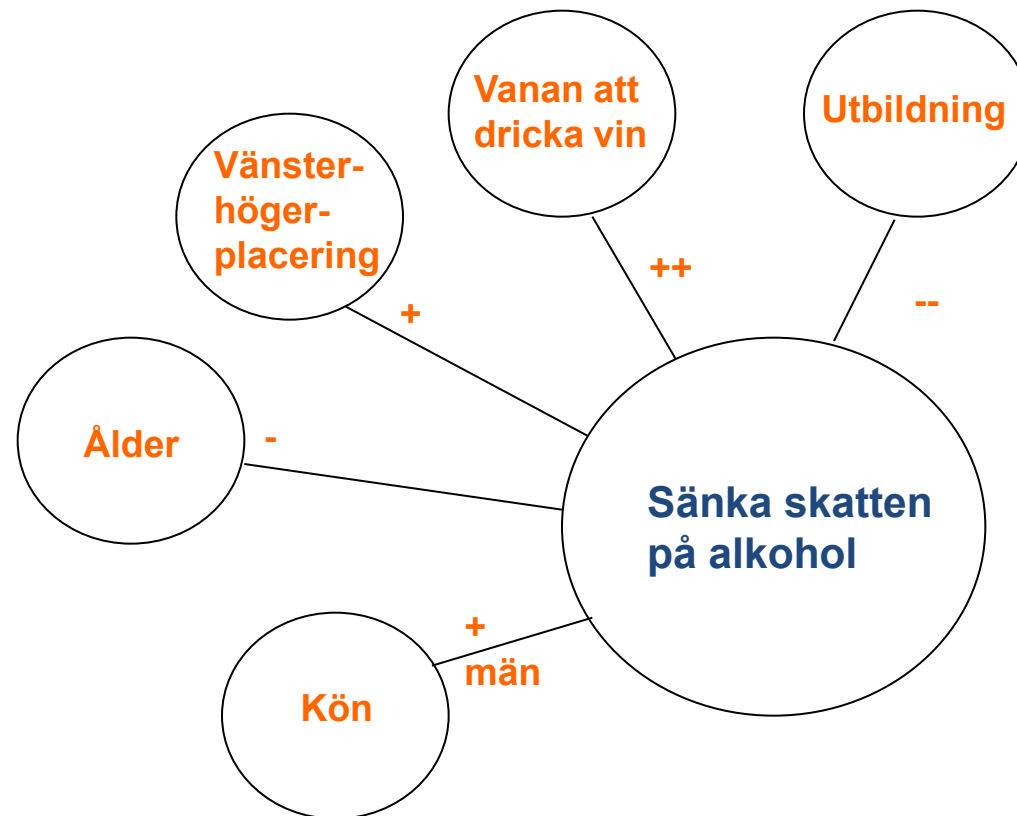 Vanan att
dricka vin
Utbildning
Vänster-
höger-
placering
++
--
+
Ålder
-
Sänka skatten
på alkohol
+
män
Kön